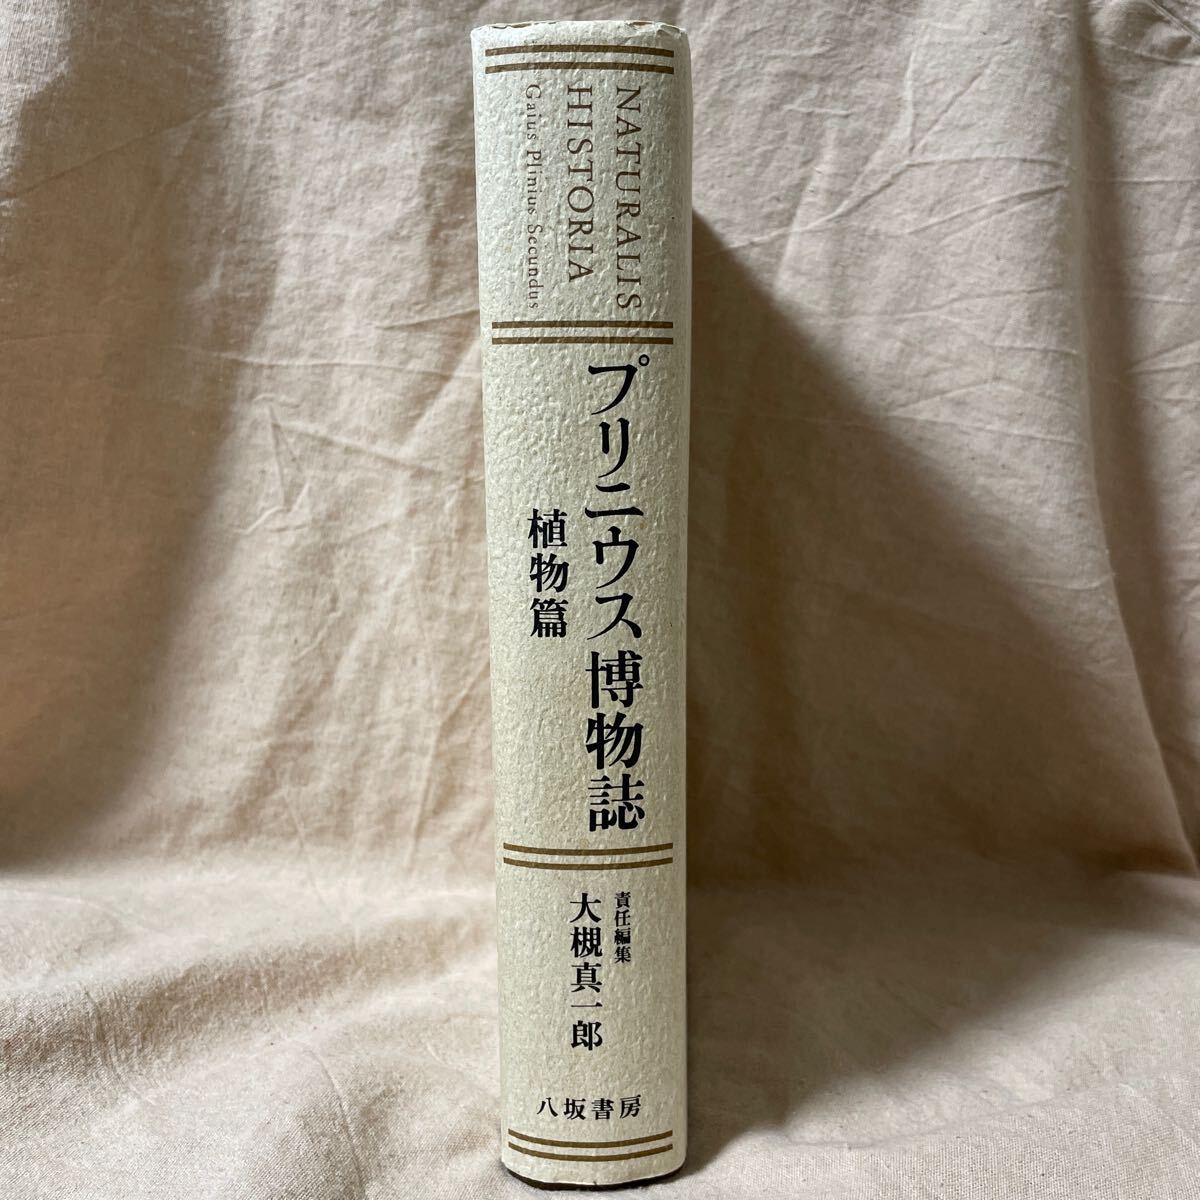 NATURALIS
HISTORIA
Gaius Plinius Secundus
プリニウス博物誌
植物篇
責任編集
大槻真一郎
八坂書房